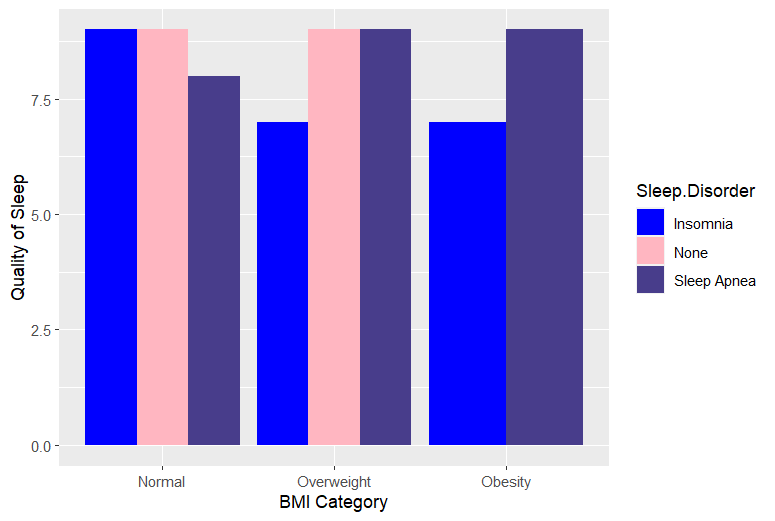 Quality of Sleep
7.5
5.0
2.5
0.0
Normal
Overweight
Obesity
BMI Category
Sleep.Disorder
Insomnia
None
Sleep Apnea